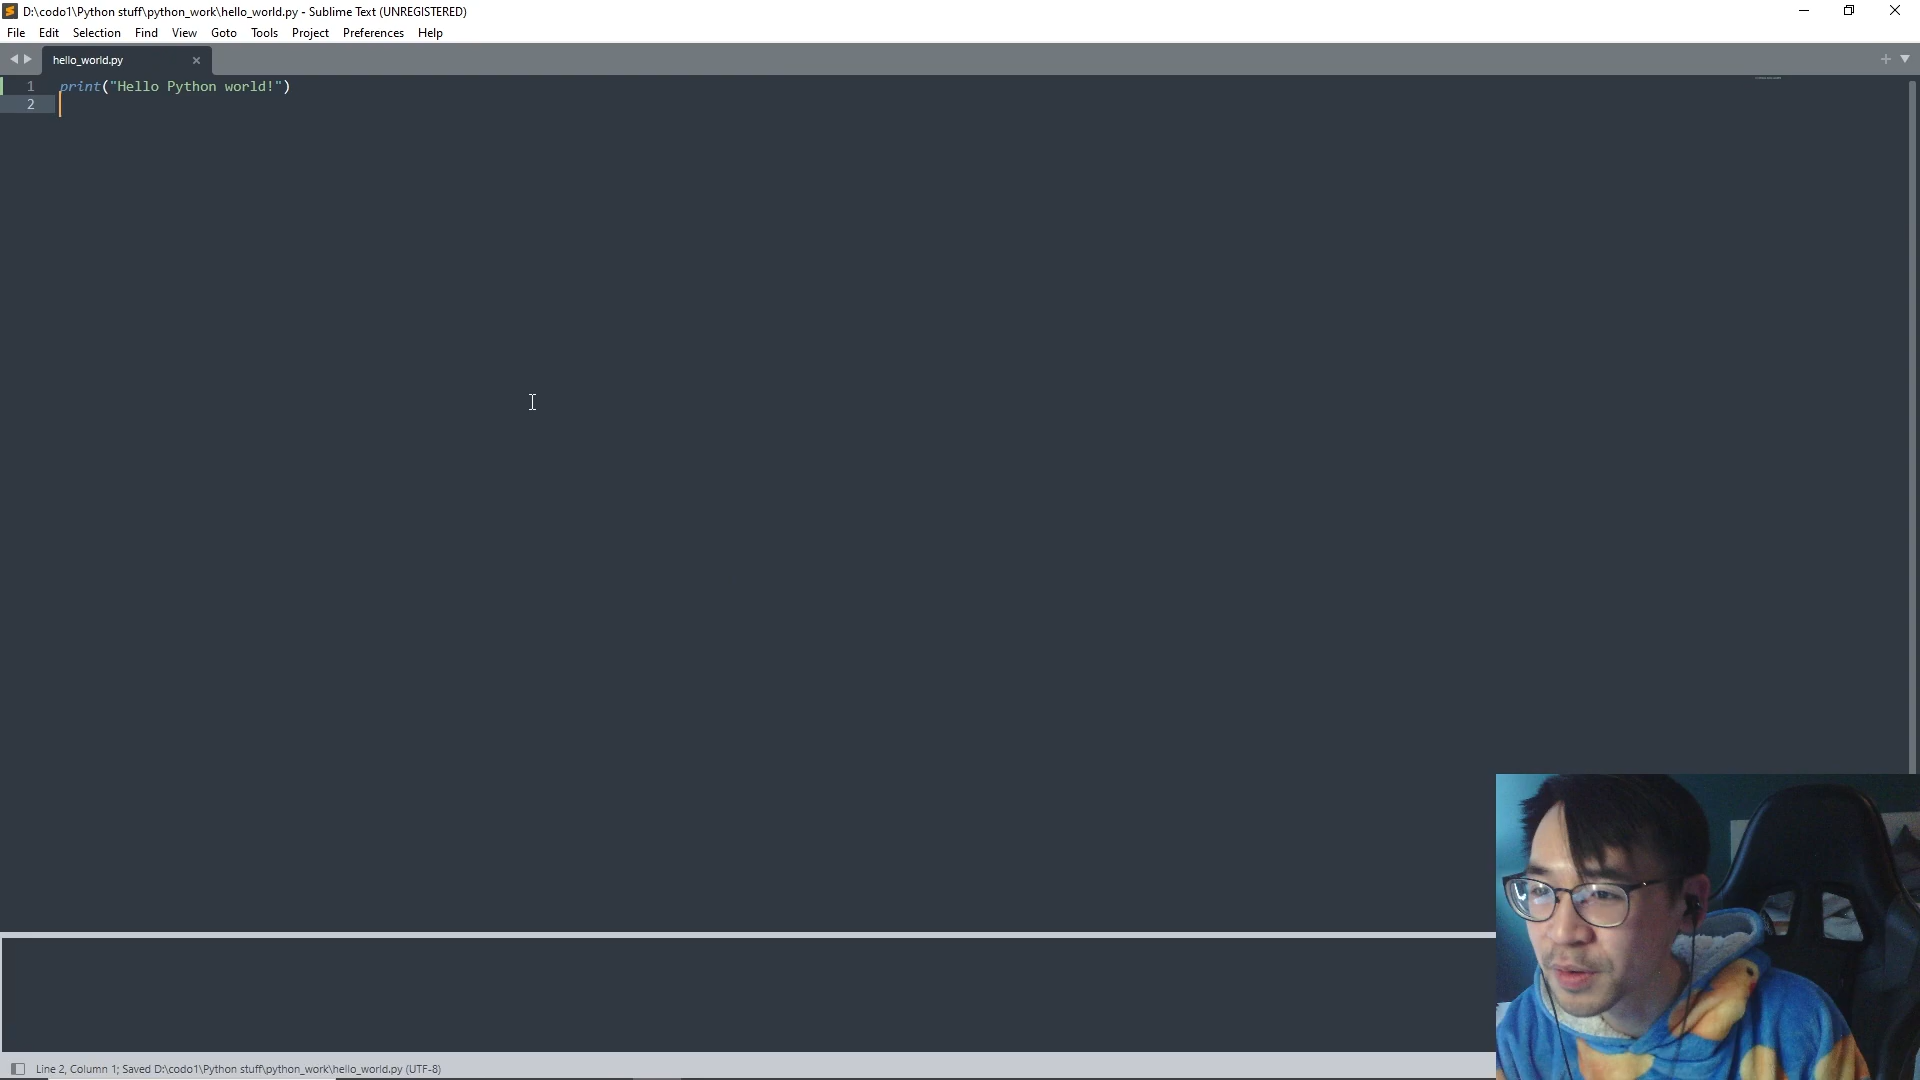 D:\codo1\Python stuff\python_work\hello_world.py - Sublime Text (UNREGISTERED)
File Edit Selection Find View Goto Tools Project Preferences Help
hello_world.py
1 print("Hello Python world!")
2
Line 2, Column 1; Saved D:\codo1\Python stuff\python_work\hello_world.py (UTF-8)